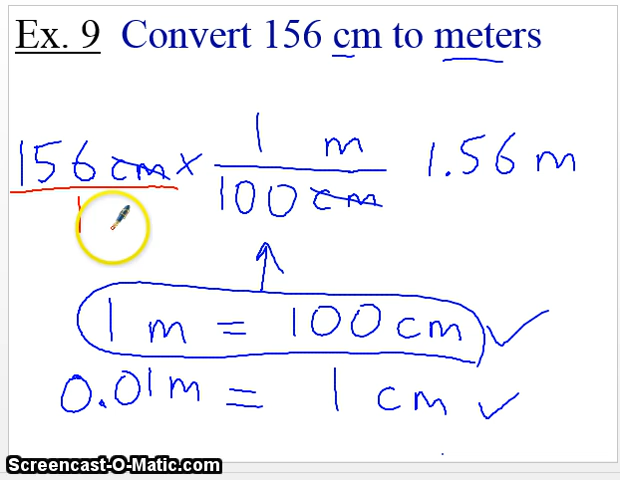 Ex. 9 Convert 156 cm to meters
156 cm × 1 m 1.56 m
1 100 cm
1 m = 100 cm ✓
0.01 m = 1 cm ✓
Screencast-O-Matic.com